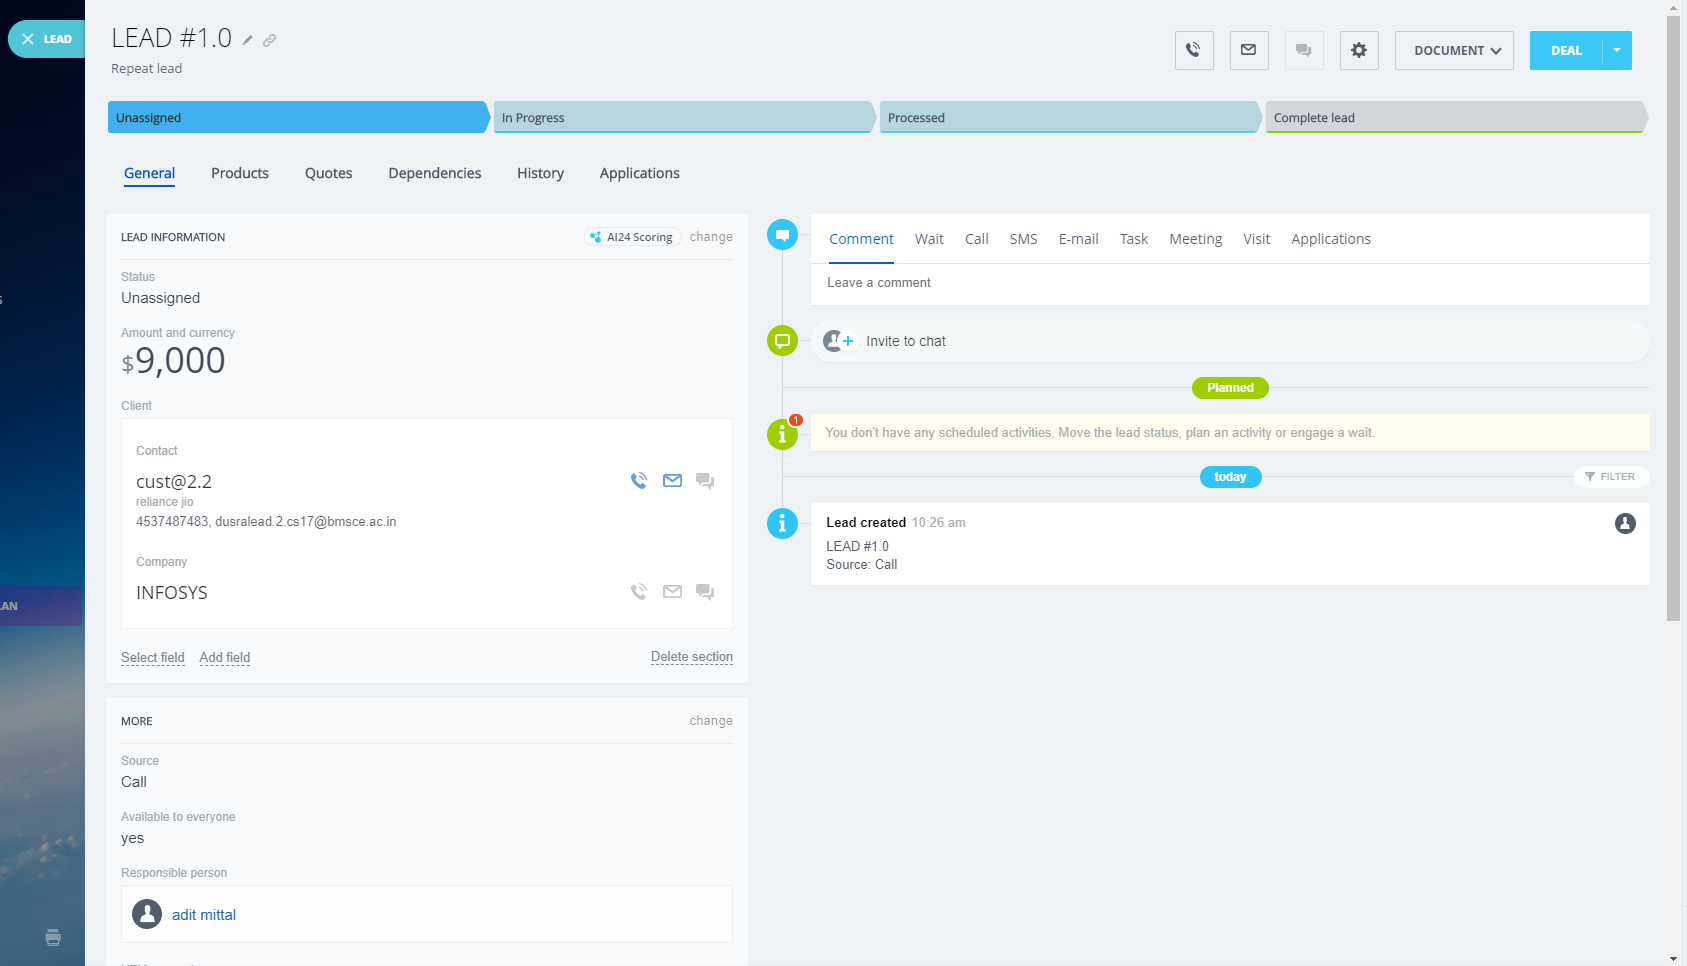 LEAD
LEAD #1.0
Repeat lead
DOCUMENT
DEAL
Unassigned
In Progress
Processed
Complete lead
General
Products
Quotes
Dependencies
History
Applications
LEAD INFORMATION
AI24 Scoring
change
Status
Unassigned
Amount and currency
$9,000
Client
Contact
cust@2.2
reliance jio
4537487483, dusralead.2.cs17@bmsce.ac.in
Company
INFOSYS
Select field
Add field
Delete section
MORE
change
Source
Call
Available to everyone
yes
Responsible person
adit mittal
Comment
Wait
Call
SMS
E-mail
Task
Meeting
Visit
Applications
Leave a comment
Invite to chat
Planned
1
You don't have any scheduled activities. Move the lead status, plan an activity or engage a wait.
today
FILTER
Lead created 10:26 am
LEAD #1.0
Source: Call